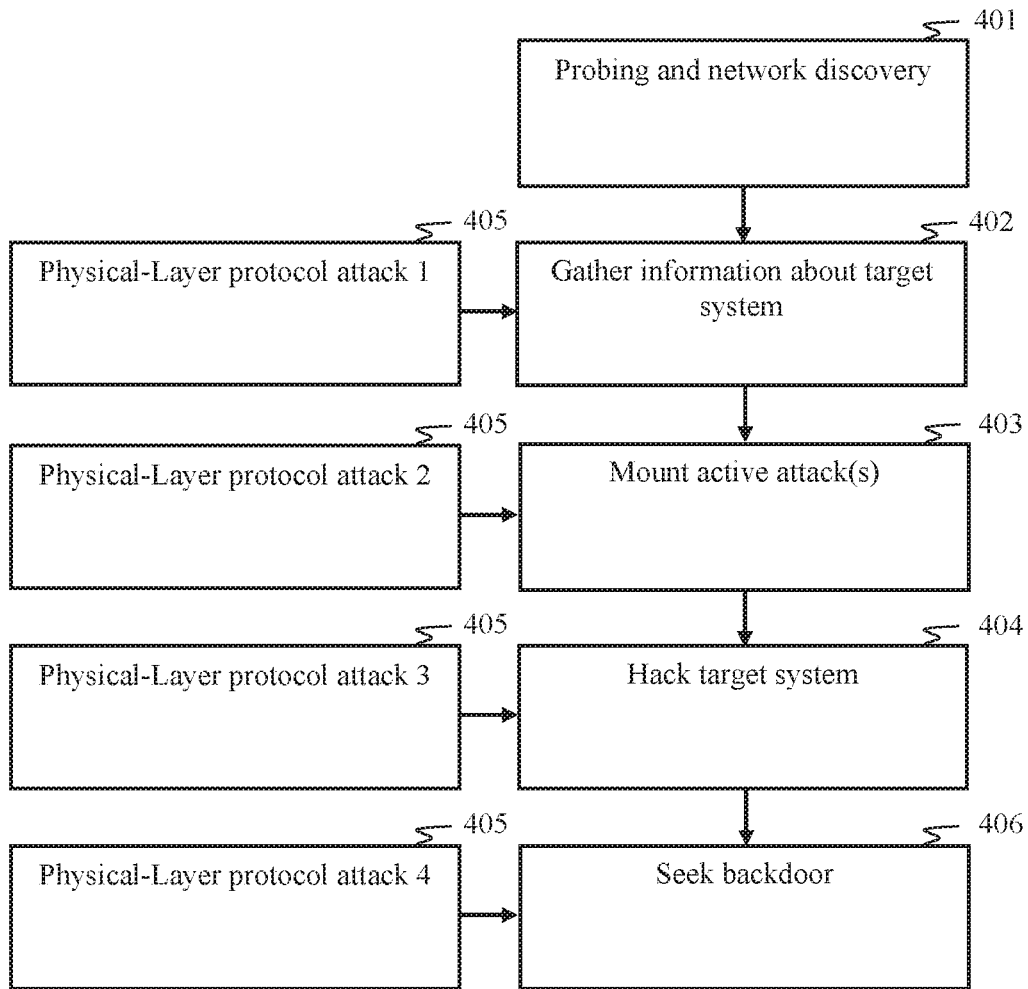 401
Probing and network discovery
405
Physical-Layer protocol attack 1
402
Gather information about target
system
405
Physical-Layer protocol attack 2
403
Mount active attack(s)
405
Physical-Layer protocol attack 3
404
Hack target system
405
Physical-Layer protocol attack 4
406
Seek backdoor